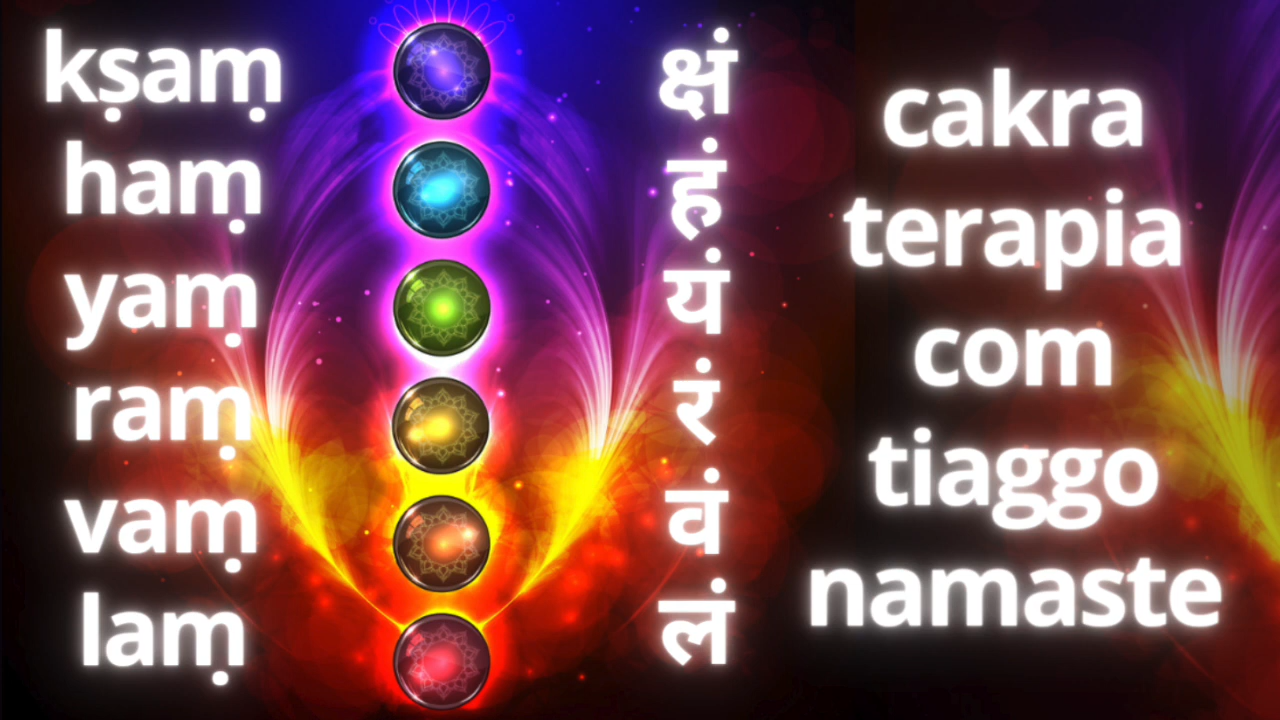 kṣaṃ
haṃ
yaṃ
raṃ
vaṃ
laṃ
क्षं
हं
यं
रं
वं
लं
cakra
terapia
com
tiaggo
namaste